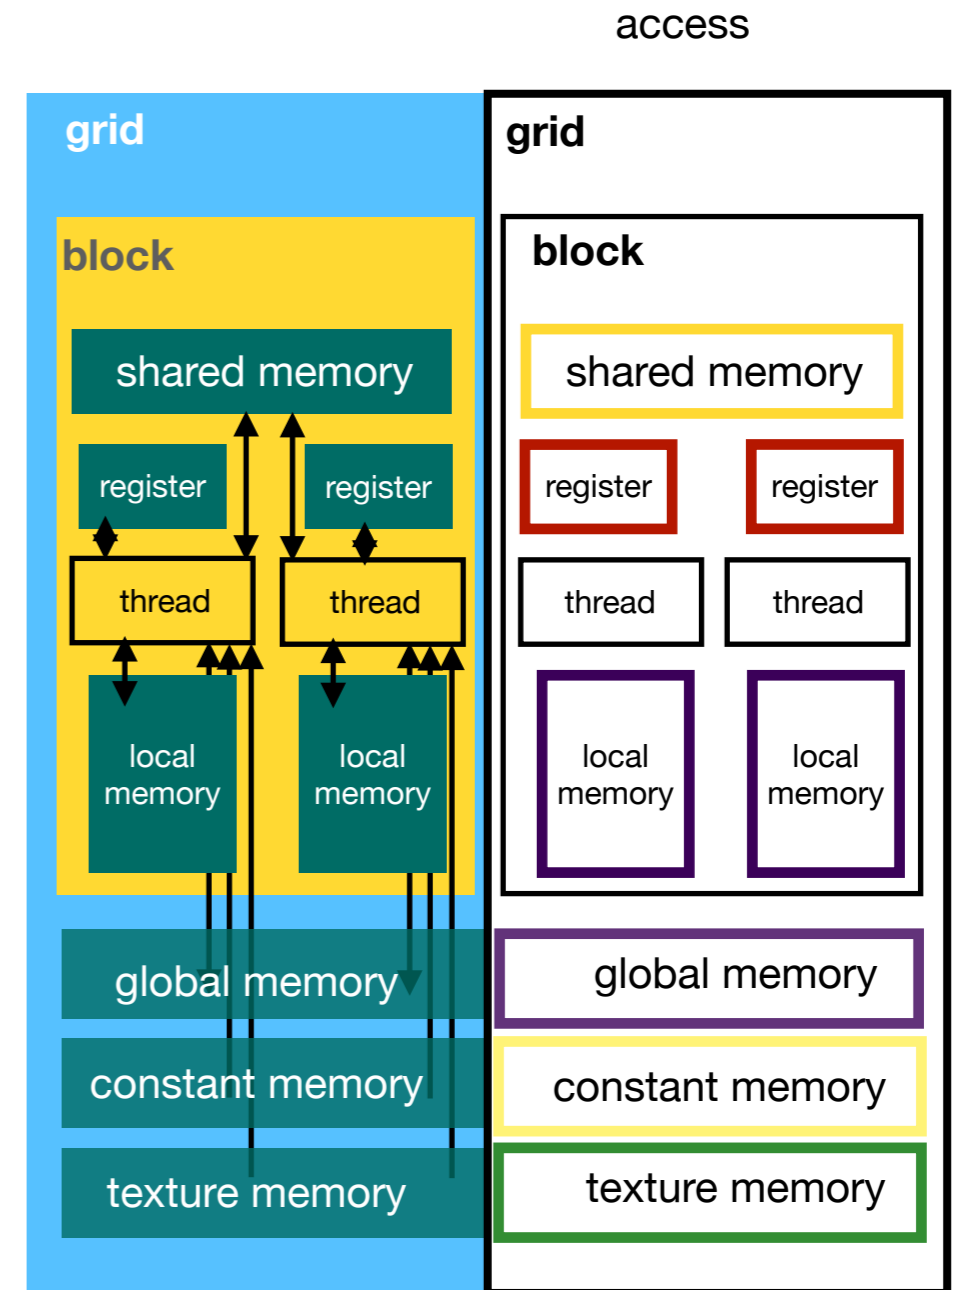 access
grid
block
shared memory
register
register
thread
thread
local
memory
local
memory
global memory
constant memory
texture memory
grid
block
shared memory
register
register
thread
thread
local
memory
local
memory
global memory
constant memory
texture memory